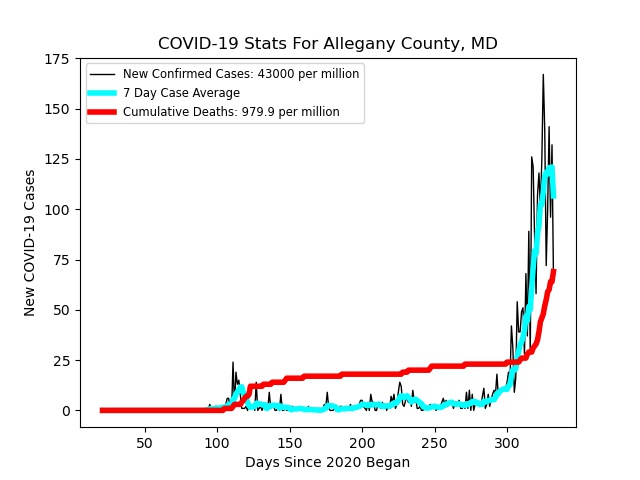 COVID-19 Stats For Allegany County, MD
New Confirmed Cases: 43000 per million
7 Day Case Average
Cumulative Deaths: 979.9 per million
New COVID-19 Cases
175
150
125
100
75
50
25
0
50 100 150 200 250 300
Days Since 2020 Began